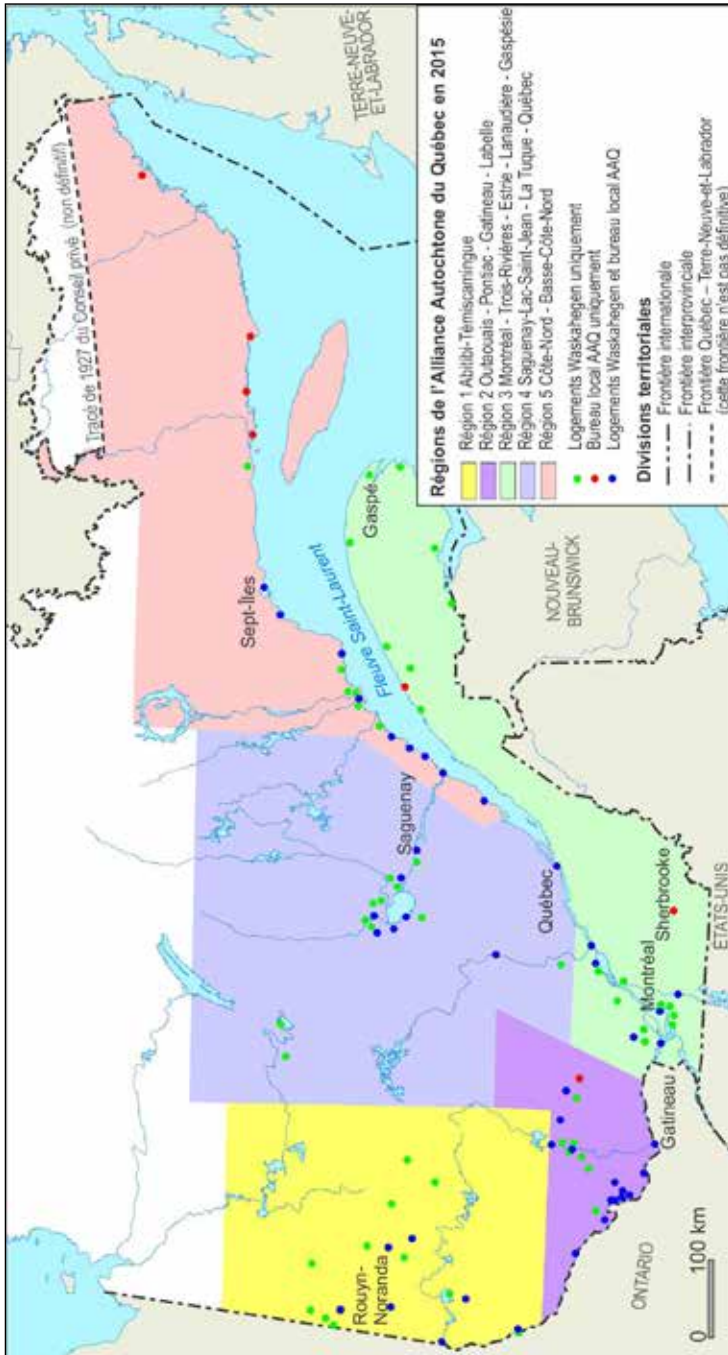 TERRE-NEUVE-
ET-LABRADOR
Tracé de 1927 du Conseil privé (non définitif)
Sept-Îles
Gaspé
Fleuve Saint-Laurent
NOUVEAU-
BRUNSWICK
Saguenay
Québec
Sherbrooke
Montréal
ÉTATS-UNIS
Gatineau
Rouyn-
Noranda
ONTARIO
0 100 km
Régions de l'Alliance Autochtone du Québec en 2015
Région 1 Abitibi-Témiscamingue
Région 2 Outaouais - Pontiac - Gatineau - Labelle
Région 3 Montréal - Trois-Rivières - Estrie - Lanaudière - Gaspésie
Région 4 Saguenay-Lac-Saint-Jean - La Tuque - Québec
Région 5 Côte-Nord - Basse-Côte-Nord
Logements Waskahegen uniquement
Bureau local AAQ uniquement
Logements Waskahegen et bureau local AAQ
Divisions territoriales
Frontière internationale
Frontière interprovinciale
Frontière Québec – Terre-Neuve-et-Labrador
(cette frontière n'est pas définitive)